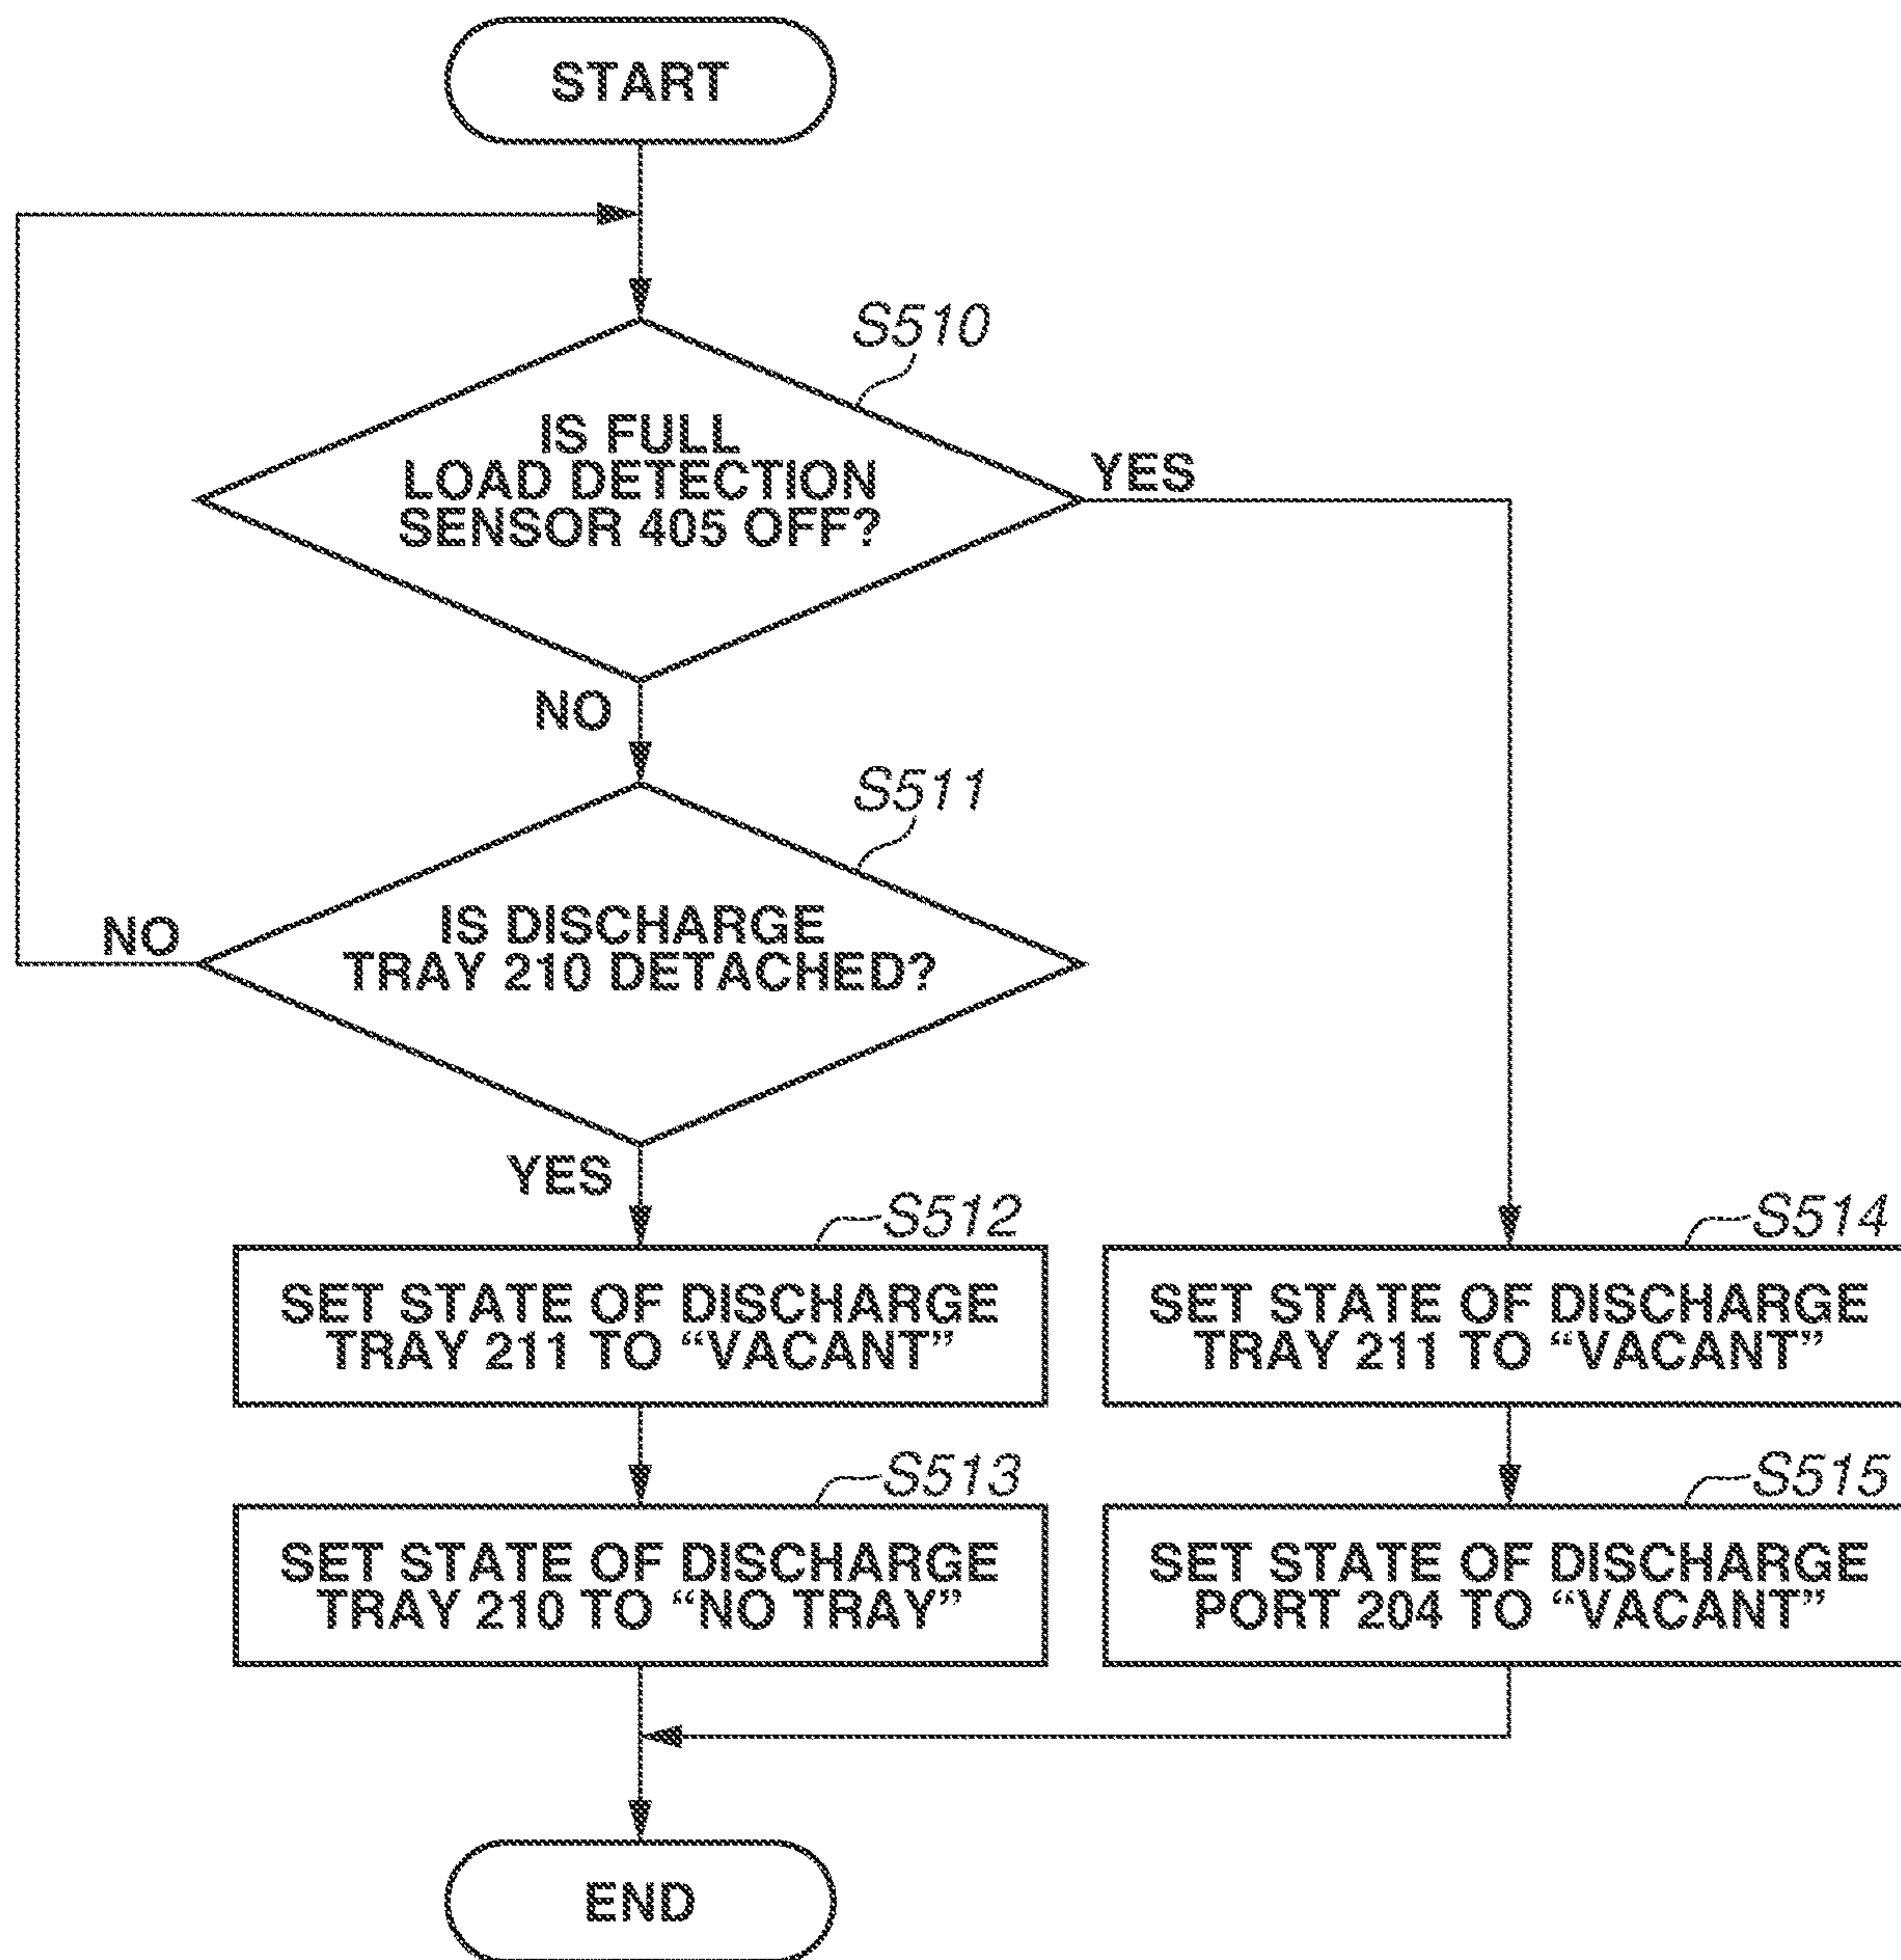 START
S510
IS FULL
LOAD DETECTION
SENSOR 405 OFF?
YES
NO
S511
IS DISCHARGE
TRAY 210 DETACHED?
NO
YES
S512
SET STATE OF DISCHARGE
TRAY 211 TO “VACANT”
S514
SET STATE OF DISCHARGE
TRAY 211 TO “VACANT”
S513
SET STATE OF DISCHARGE
TRAY 210 TO “NO TRAY”
S515
SET STATE OF DISCHARGE
PORT 204 TO “VACANT”
END